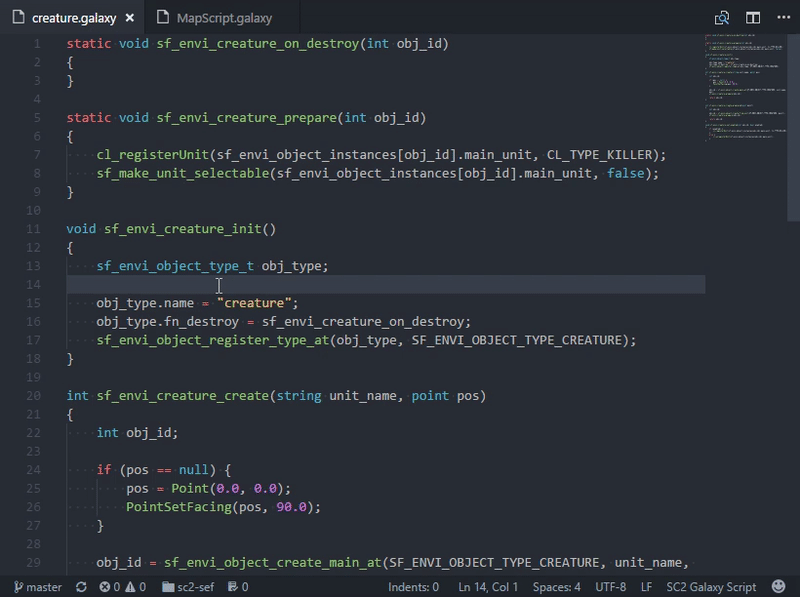 creature.galaxy × MapScript.galaxy
1 static void sf_envi_creature_on_destroy(int obj_id)
2 {
3 }
4
5 static void sf_envi_creature_prepare(int obj_id)
6 {
7 cl_registerUnit(sf_envi_object_instances[obj_id].main_unit, CL_TYPE_KILLER);
8 sf_make_unit_selectable(sf_envi_object_instances[obj_id].main_unit, false);
9 }
10
11 void sf_envi_creature_init()
12 {
13 sf_envi_object_type_t obj_type;
14
15 obj_type.name = "creature";
16 obj_type.fn_destroy = sf_envi_creature_on_destroy;
17 sf_envi_object_register_type_at(obj_type, SF_ENVI_OBJECT_TYPE_CREATURE);
18 }
19
20 int sf_envi_creature_create(string unit_name, point pos)
21 {
22 int obj_id;
23
24 if (pos == null) {
25 pos = Point(0.0, 0.0);
26 PointSetFacing(pos, 90.0);
27 }
28
29 obj_id = sf_envi_object_create_main_at(SF_ENVI_OBJECT_TYPE_CREATURE, unit_name,
master 0 0 sc2-sef 0 Indents: 0 Ln 14, Col 1 Spaces: 4 UTF-8 LF SC2 Galaxy Script